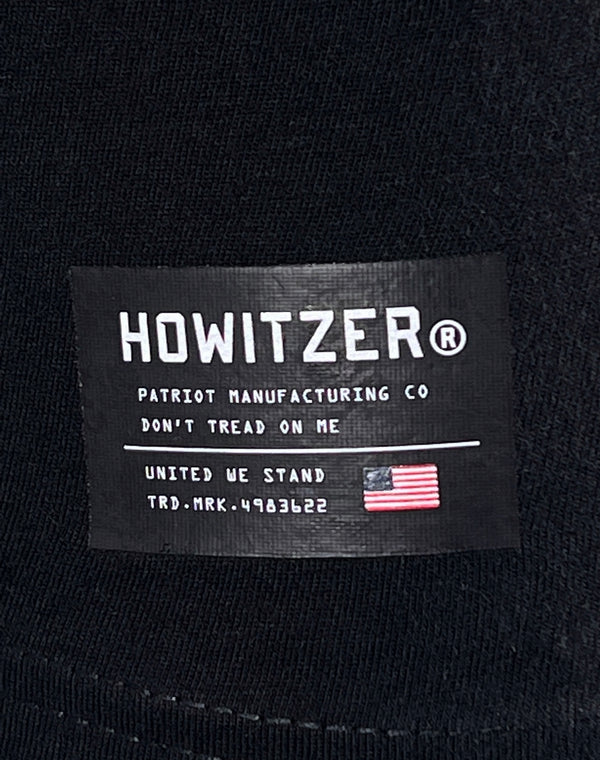 HOWITZER®
PATRIOT MANUFACTURING CO
DON'T TREAD ON ME
UNITED WE STAND
TRD.MRK.4983622